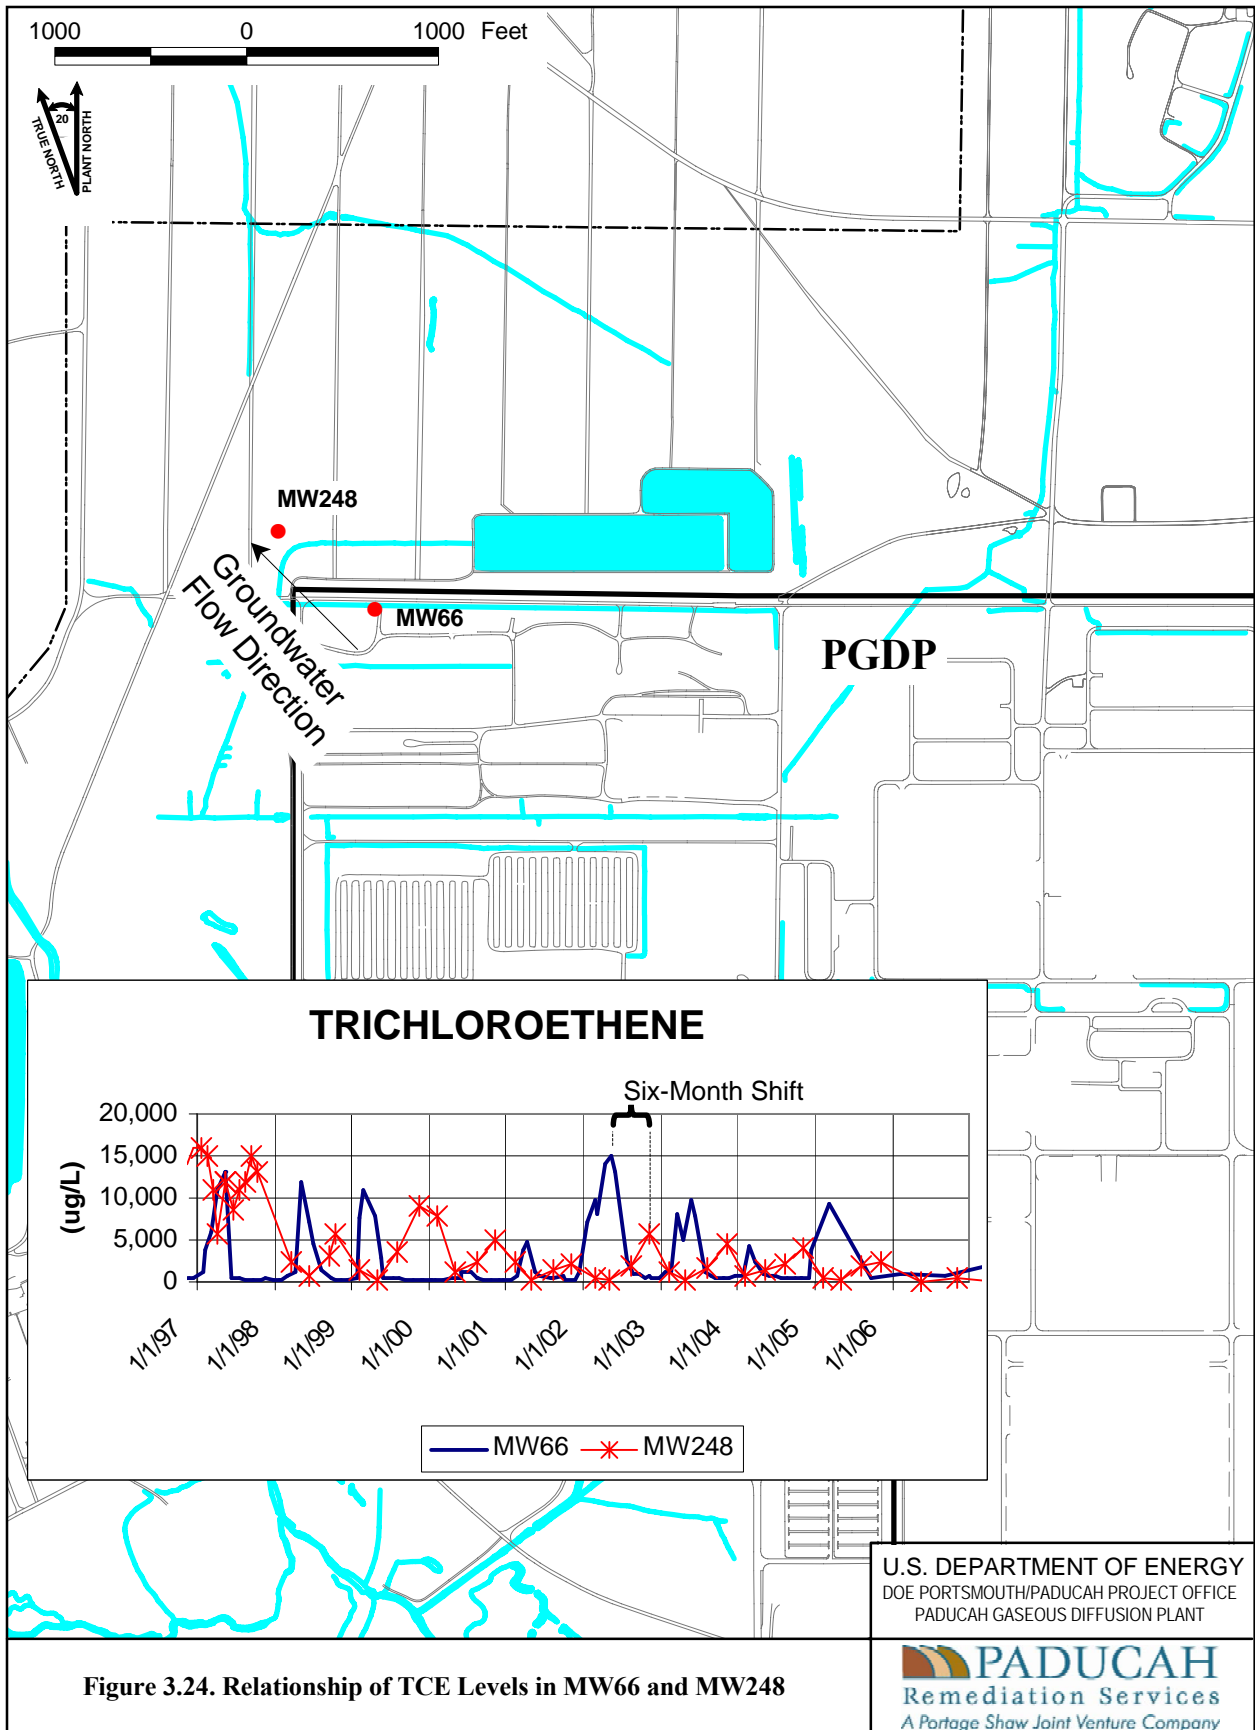 1000 0 1000 Feet
20
TRUE NORTH
PLANT NORTH
MW248
Groundwater
Flow Direction
MW66
PGDP
TRICHLOROETHENE
Six-Month Shift
(ug/L)
20,000
15,000
10,000
5,000
0
1/1/97 1/1/98 1/1/99 1/1/00 1/1/01 1/1/02 1/1/03 1/1/04 1/1/05 1/1/06
MW66 MW248
U.S. DEPARTMENT OF ENERGY
DOE PORTSMOUTH/PADUCAH PROJECT OFFICE
PADUCAH GASEOUS DIFFUSION PLANT
Figure 3.24. Relationship of TCE Levels in MW66 and MW248
PADUCAH
Remediation Services
A Portage Shaw Joint Venture Company